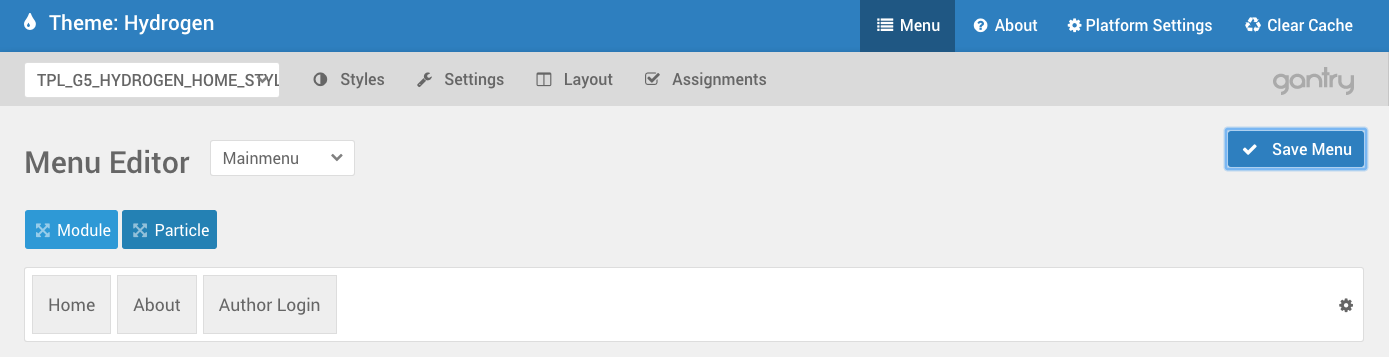 Theme: Hydrogen
Menu
About
Platform Settings
Clear Cache
TPL_G5_HYDROGEN_HOME_STYL
Styles
Settings
Layout
Assignments
gantry
Menu Editor
Mainmenu
Save Menu
Module
Particle
Home
About
Author Login